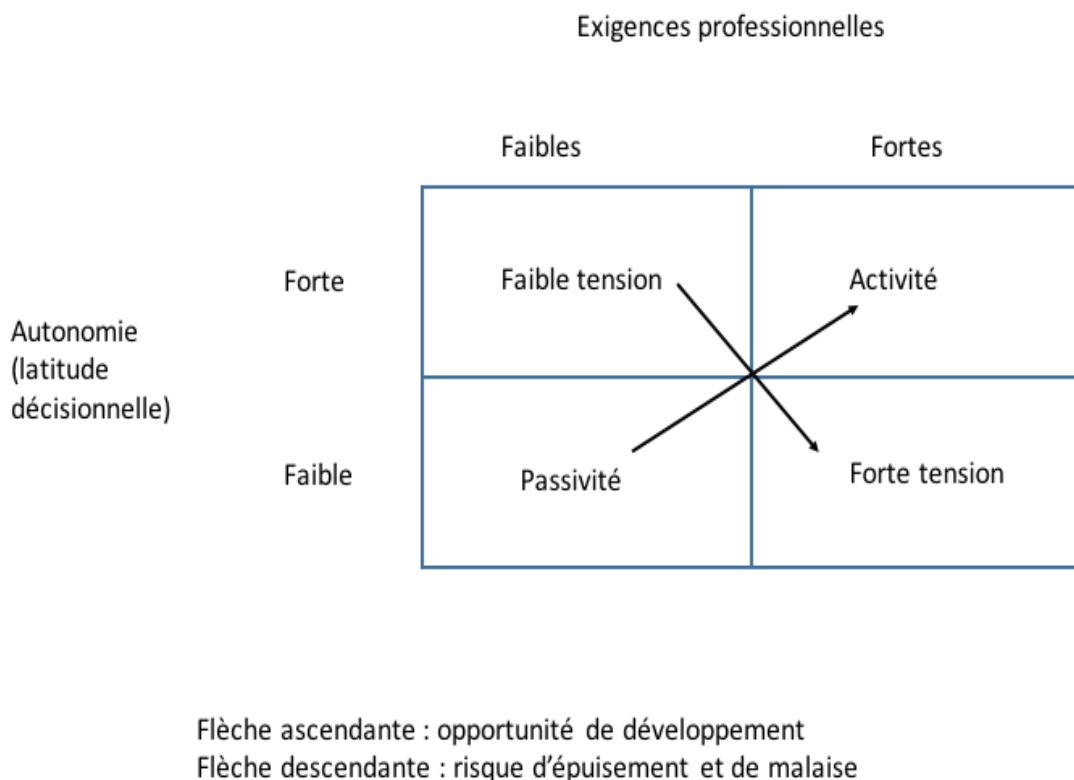 Exigences professionnelles
Faibles
Fortes
Forte
Faible tension
Activité
Autonomie
(latitude
décisionnelle)
Faible
Passivité
Forte tension
Flèche ascendante : opportunité de développement
Flèche descendante : risque d'épuisement et de malaise